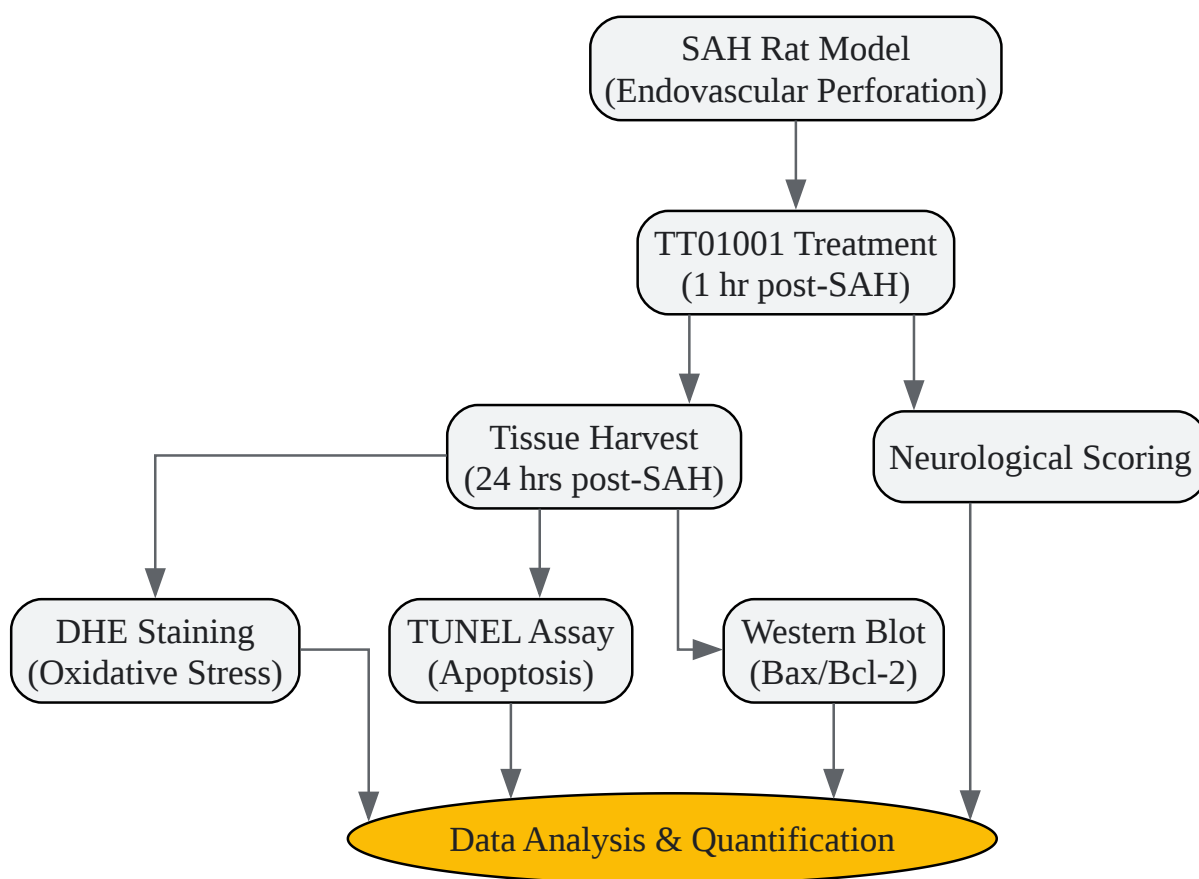 SAH Rat Model
(Endovascular Perforation)
TT01001 Treatment
(1 hr post-SAH)
Tissue Harvest
(24 hrs post-SAH)
Neurological Scoring
DHE Staining
(Oxidative Stress)
TUNEL Assay
(Apoptosis)
Western Blot
(Bax/Bcl-2)
Data Analysis & Quantification